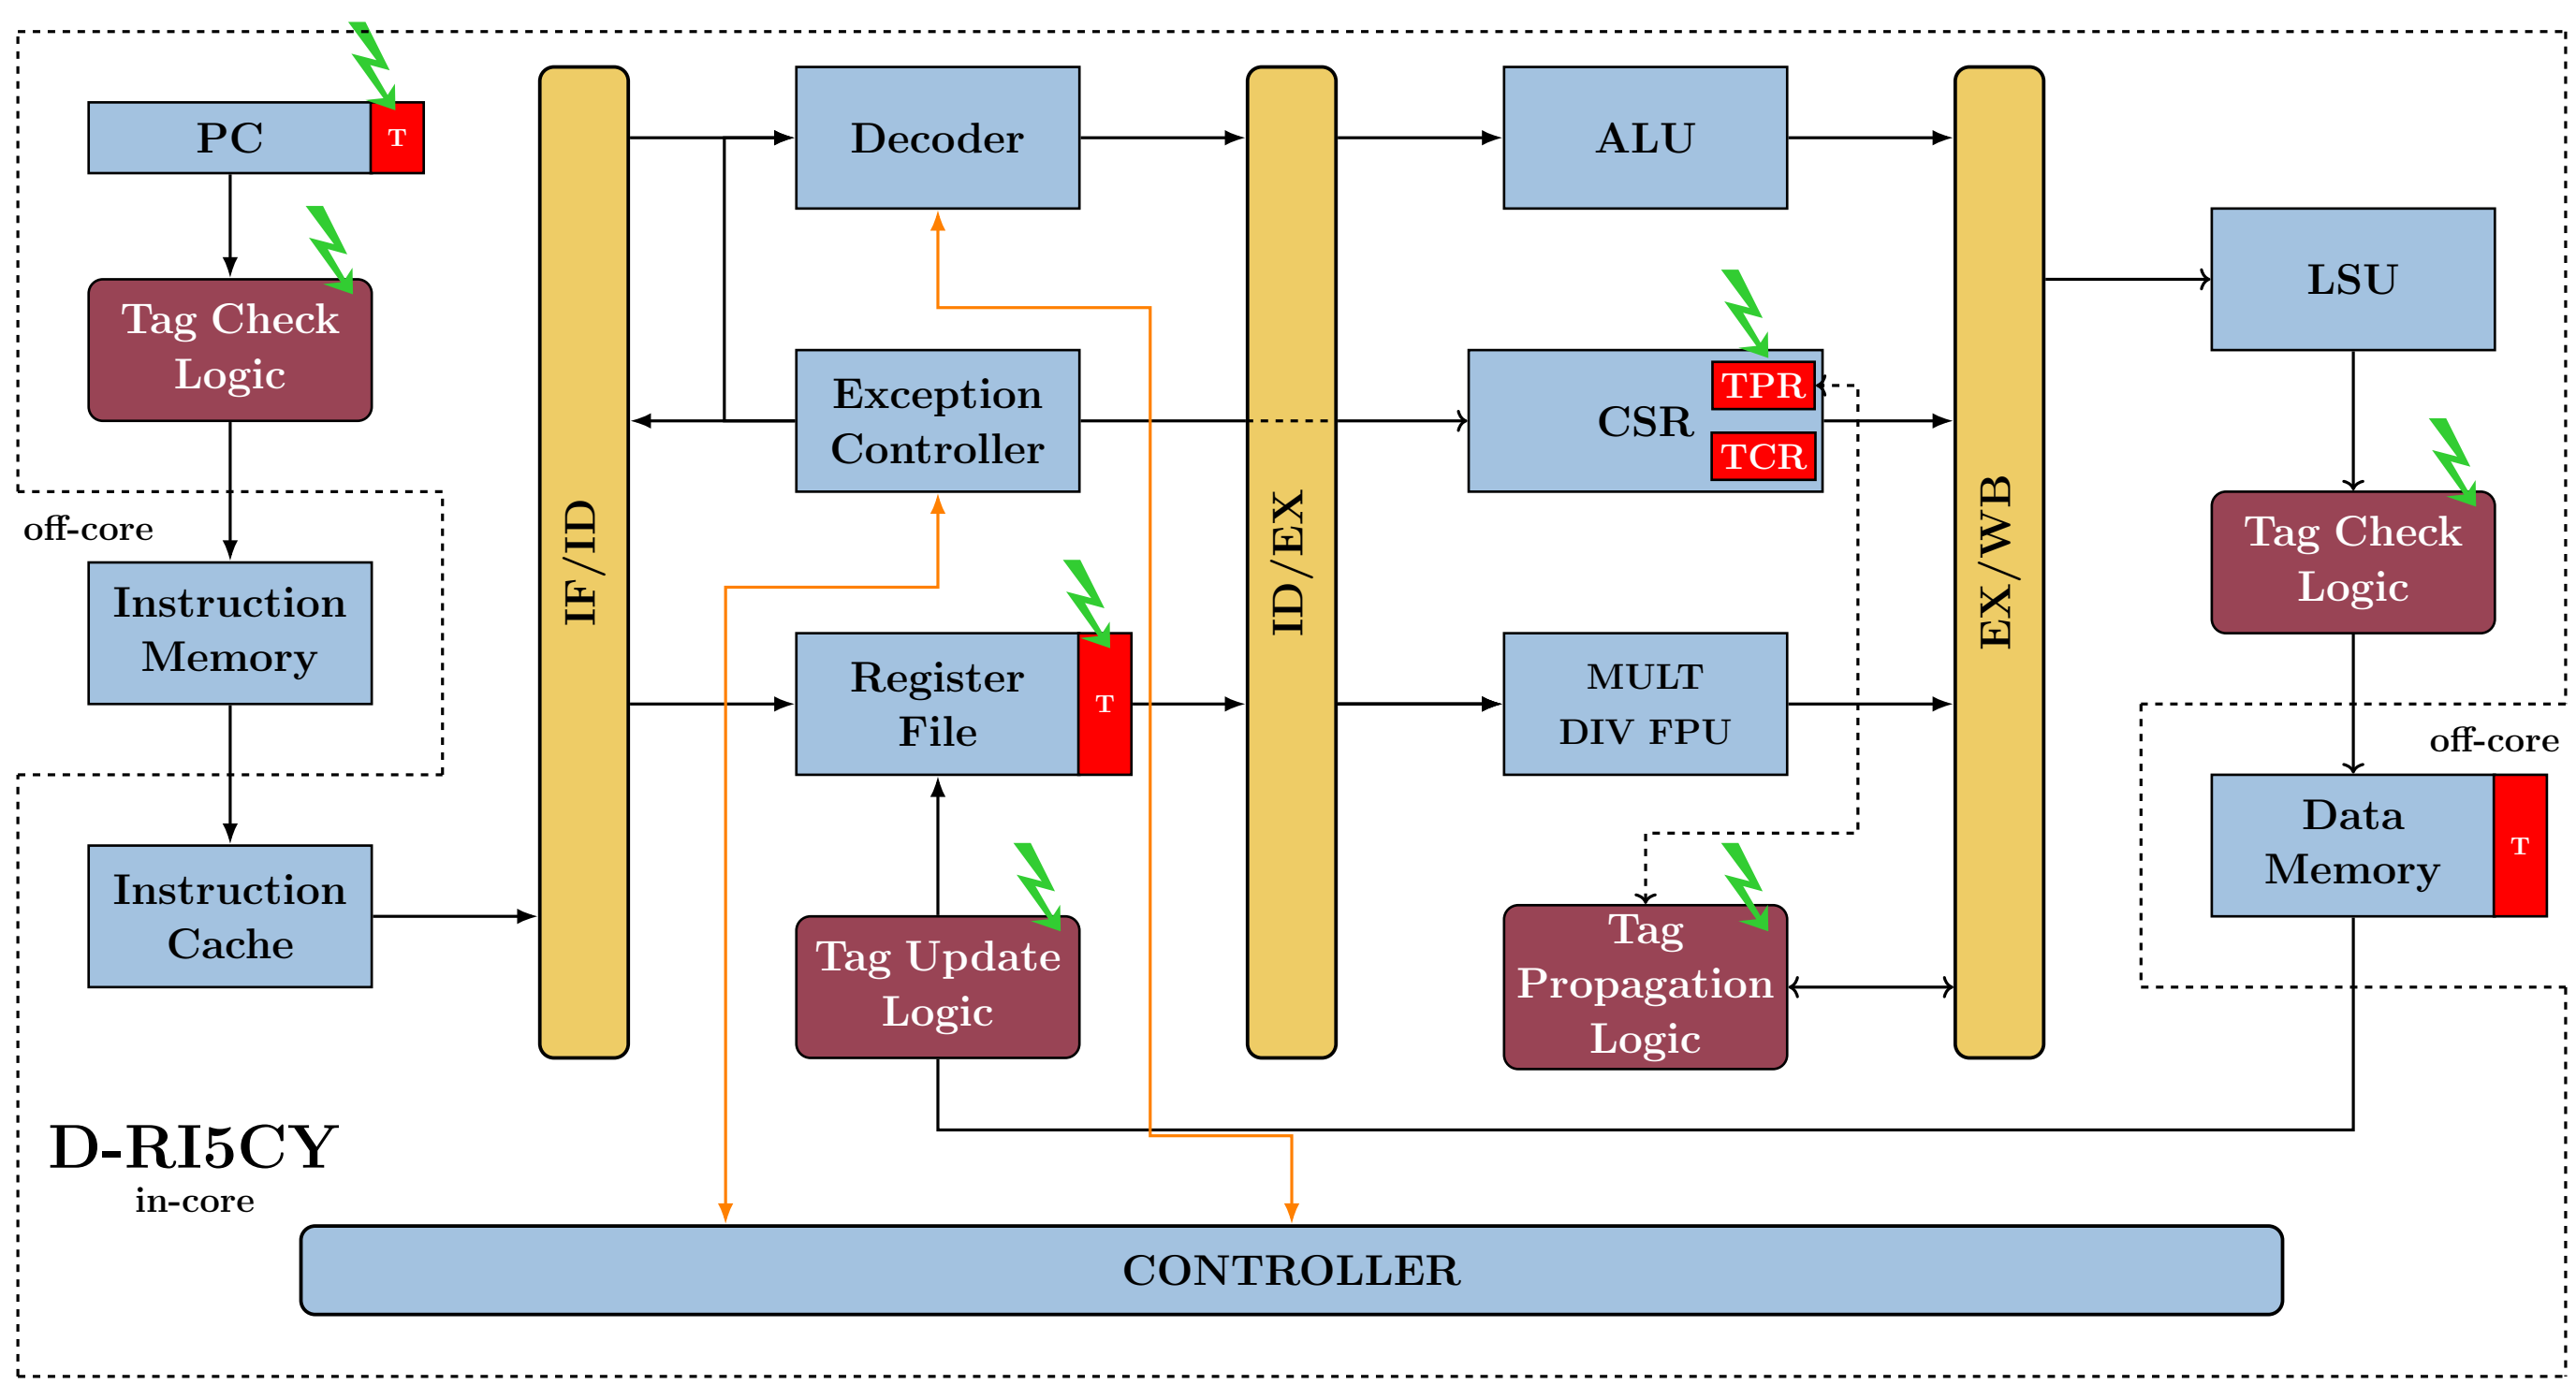 PC
T
Tag Check
Logic
off-core
Instruction
Memory
Instruction
Cache
IF/ID
Decoder
Exception
Controller
Register
File
T
Tag Update
Logic
ID/EX
ALU
CSR
TPR
TCR
MULT
DIV FPU
Tag
Propagation
Logic
EX/WB
LSU
Tag Check
Logic
off-core
Data
Memory
T
D-RI5CY
in-core
CONTROLLER